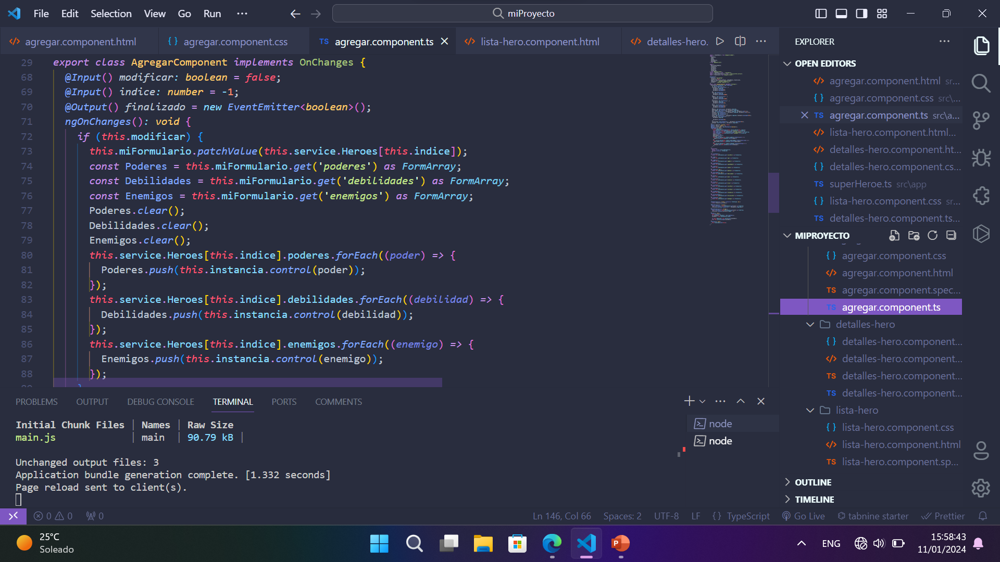 File Edit Selection View Go Run ···
miProyecto
agregar.component.html
agregar.component.css
TS agregar.component.ts
lista-hero.component.html
detalles-hero.
29 export class AgregarComponent implements OnChanges {
68 @Input() modificar: boolean = false;
69 @Input() indice: number = -1;
70 @Output() finalizado = new EventEmitter<boolean>();
71 ngOnChanges(): void {
72 if (this.modificar) {
73 this.miFormulario.patchValue(this.service.Heroes[this.indice]);
74 const Poderes = this.miFormulario.get('poderes') as FormArray;
75 const Debilidades = this.miFormulario.get('debilidades') as FormArray;
76 const Enemigos = this.miFormulario.get('enemigos') as FormArray;
77 Poderes.clear();
78 Debilidades.clear();
79 Enemigos.clear();
80 this.service.Heroes[this.indice].poderes.forEach((poder) => {
81 Poderes.push(this.instancia.control(poder));
82 });
83 this.service.Heroes[this.indice].debilidades.forEach((debilidad) => {
84 Debilidades.push(this.instancia.control(debilidad));
85 });
86 this.service.Heroes[this.indice].enemigos.forEach((enemigo) => {
87 Enemigos.push(this.instancia.control(enemigo));
88 });
PROBLEMS OUTPUT DEBUG CONSOLE TERMINAL PORTS COMMENTS
Initial Chunk Files | Names | Raw Size
main.js | main | 90.79 kB |
Unchanged output files: 3
Application bundle generation complete. [1.332 seconds]
Page reload sent to client(s).
node
node
EXPLORER
OPEN EDITORS
agregar.component.html sr...
{ } agregar.component.css src\...
TS agregar.component.ts src\a...
lista-hero.component.html...
detalles-hero.component.ht...
{ } detalles-hero.component.cs...
TS superHeroe.ts src\app
{ } lista-hero.component.css sr...
TS detalles-hero.component.ts...
MIPROYECTO
{ } agregar.component.css
agregar.component.html
TS agregar.component.spec...
TS agregar.component.ts
detalles-hero
{ } detalles-hero.component...
detalles-hero.component...
TS detalles-hero.component...
TS detalles-hero.component...
lista-hero
{ } lista-hero.component.css
lista-hero.component.html
TS lista-hero.component.sp...
OUTLINE
TIMELINE
0 0 0
Ln 146, Col 66 Spaces: 2 UTF-8 LF { } TypeScript Go Live tabnine starter Prettier
25°C
Soleado
ENG
15:58:43
11/01/2024